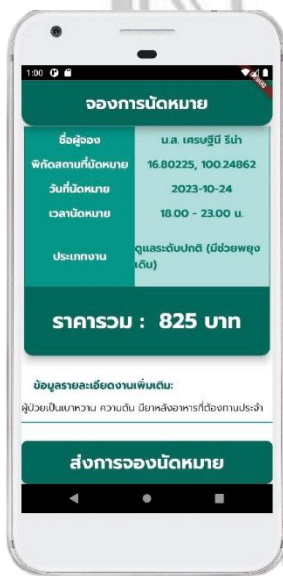 1:00
จองการนัดหมาย
ชื่อผู้จอง น.ส. เศรษฐินี รีน่า
พิกัดสถานที่นัดหมาย 16.80225, 100.24862
วันที่นัดหมาย 2023-10-24
เวลานัดหมาย 18.00 - 23.00 น.
ประเภทงาน ดูแลระดับปกติ (มีช่วยพยุง
เดิน)
ราคารวม : 825 บาท
ข้อมูลรายละเอียดงานเพิ่มเติม:
ผู้ป่วยเป็นเบาหวาน ความดัน มียาหลังอาหารที่ต้องทานประจำ
ส่งการจองนัดหมาย